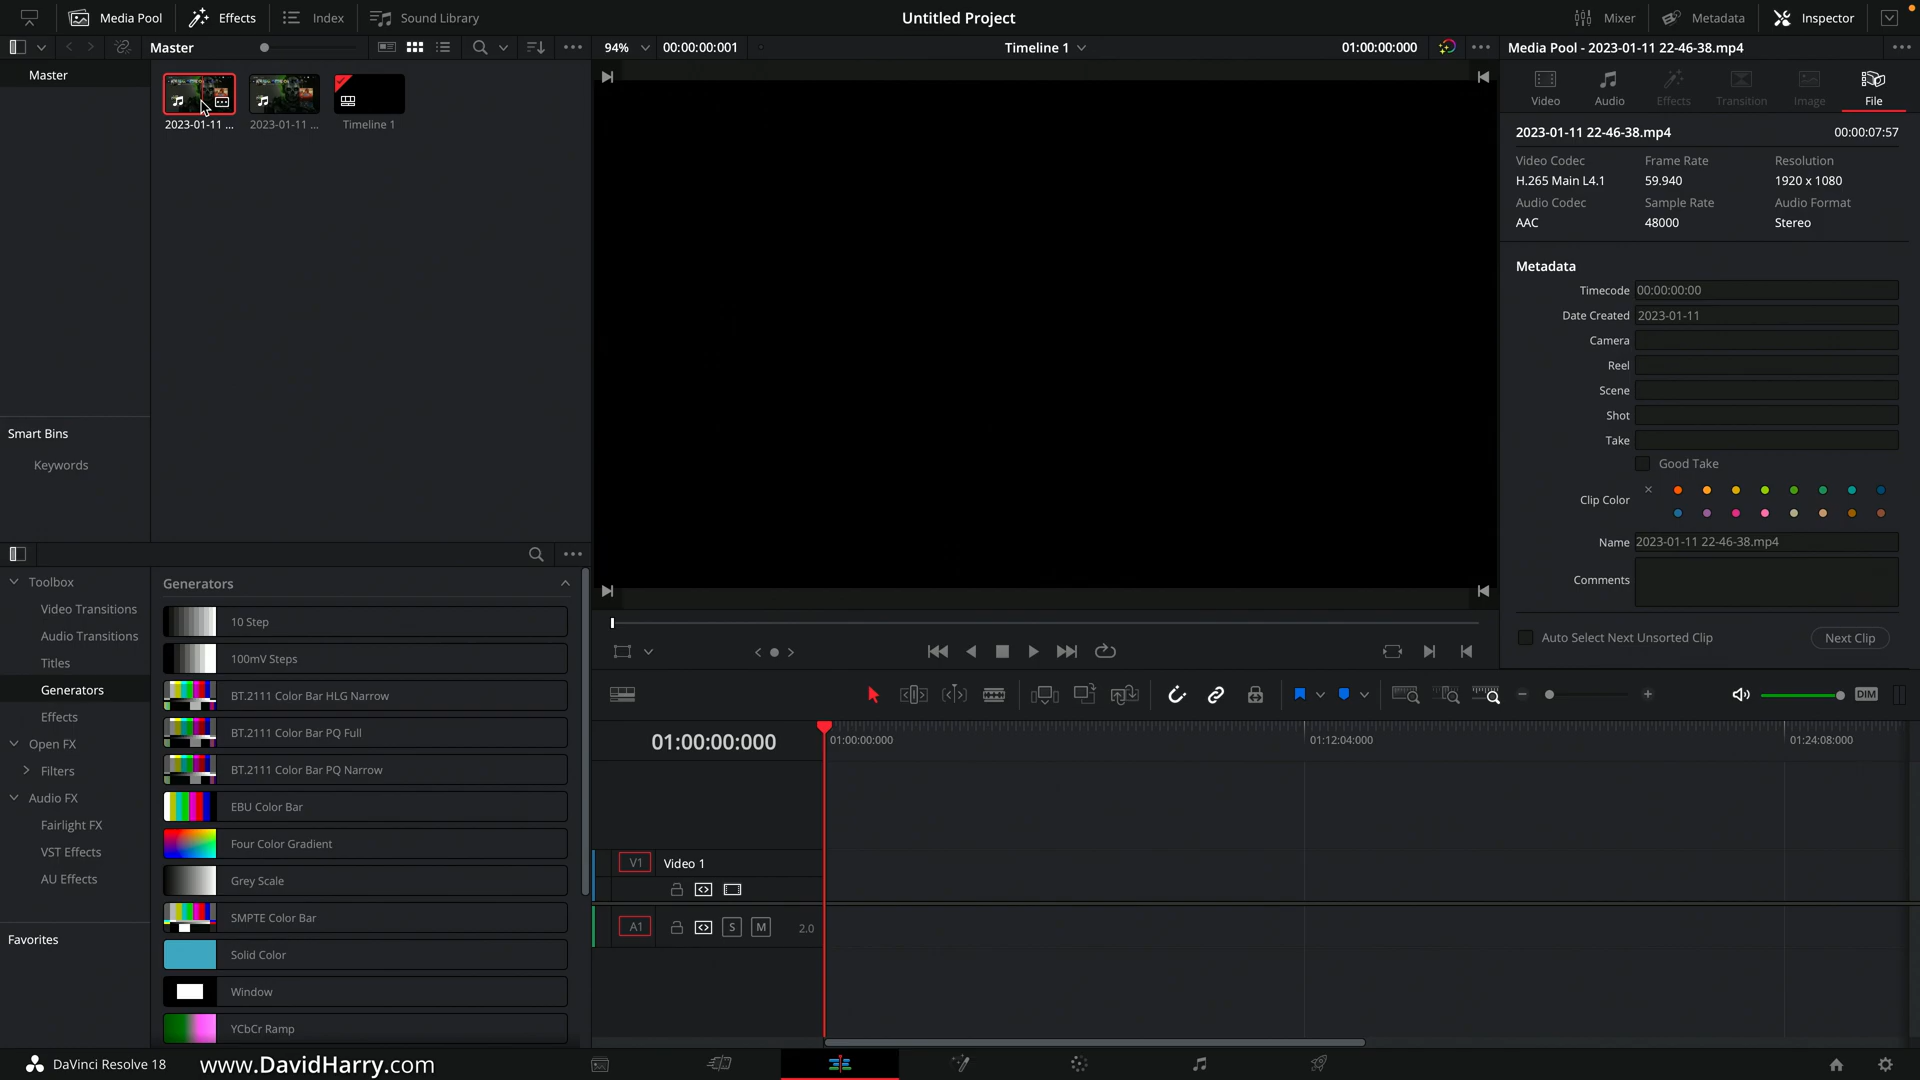 Media Pool
Effects
Index
Sound Library
Untitled Project
Mixer
Metadata
Inspector
Master
94%
00:00:00:001
Timeline 1
01:00:00:000
Media Pool - 2023-01-11 22-46-38.mp4
Master
2023-01-11 ...
2023-01-11 ...
Timeline 1
Video
Audio
Effects
Transition
Image
File
2023-01-11 22-46-38.mp4
00:00:07:57
Video Codec
Frame Rate
Resolution
H.265 Main L4.1
59.940
1920 x 1080
Audio Codec
Sample Rate
Audio Format
AAC
48000
Stereo
Metadata
Timecode 00:00:00:00
Date Created 2023-01-11
Camera
Reel
Scene
Shot
Take
Good Take
Clip Color
Name 2023-01-11 22-46-38.mp4
Comments
Auto Select Next Unsorted Clip
Next Clip
Smart Bins
Keywords
Toolbox
Video Transitions
Audio Transitions
Titles
Generators
Effects
Open FX
Filters
Audio FX
Fairlight FX
VST Effects
AU Effects
Favorites
Generators
10 Step
100mV Steps
BT.2111 Color Bar HLG Narrow
BT.2111 Color Bar PQ Full
BT.2111 Color Bar PQ Narrow
EBU Color Bar
Four Color Gradient
Grey Scale
SMPTE Color Bar
Solid Color
Window
YCbCr Ramp
DIM
01:00:00:000
01:00:00:000
01:12:04:000
01:24:08:000
V1
Video 1
A1
S
M
2.0
DaVinci Resolve 18
www.DavidHarry.com